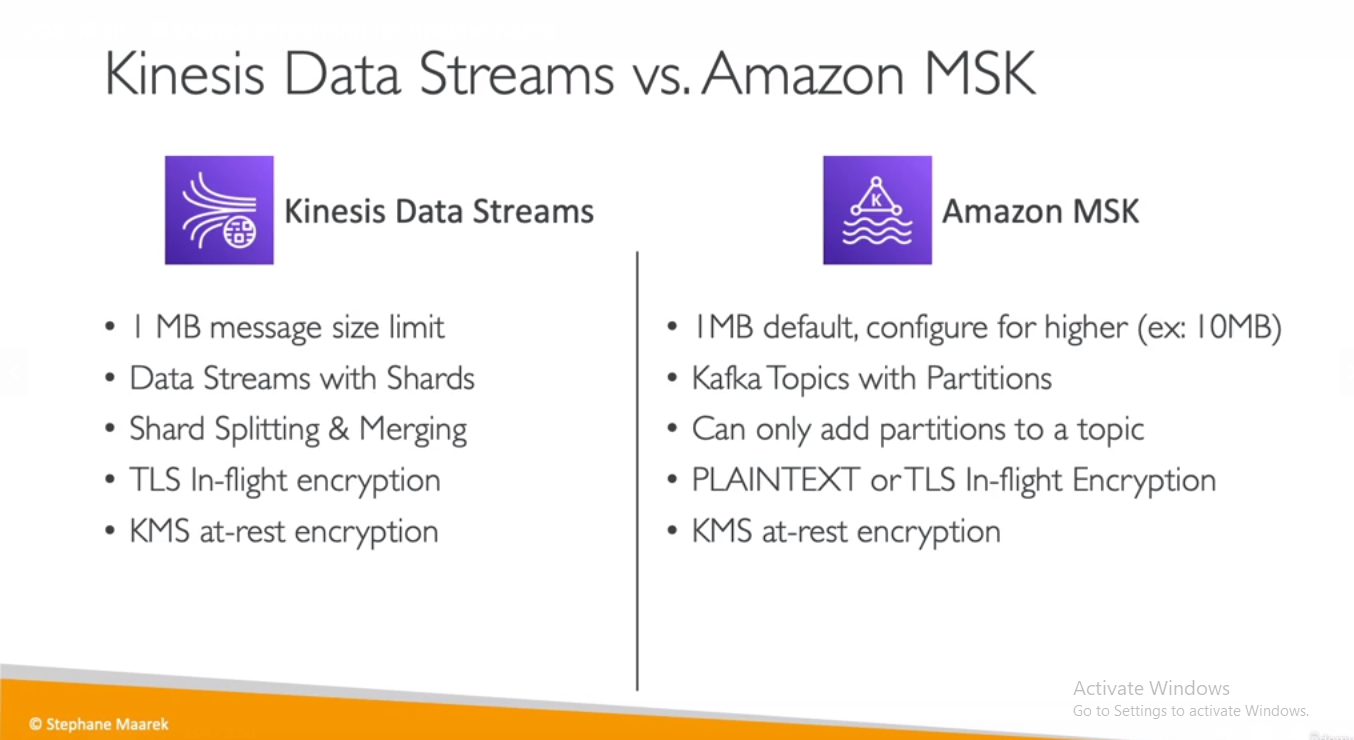 Kinesis Data Streams vs. Amazon MSK
Kinesis Data Streams
• 1 MB message size limit
• Data Streams with Shards
• Shard Splitting & Merging
• TLS In-flight encryption
• KMS at-rest encryption
K
Amazon MSK
• 1MB default, configure for higher (ex: 10MB)
• Kafka Topics with Partitions
• Can only add partitions to a topic
• PLAINTEXT or TLS In-flight Encryption
• KMS at-rest encryption
Activate Windows
Go to Settings to activate Windows.
© Stephane Maarek